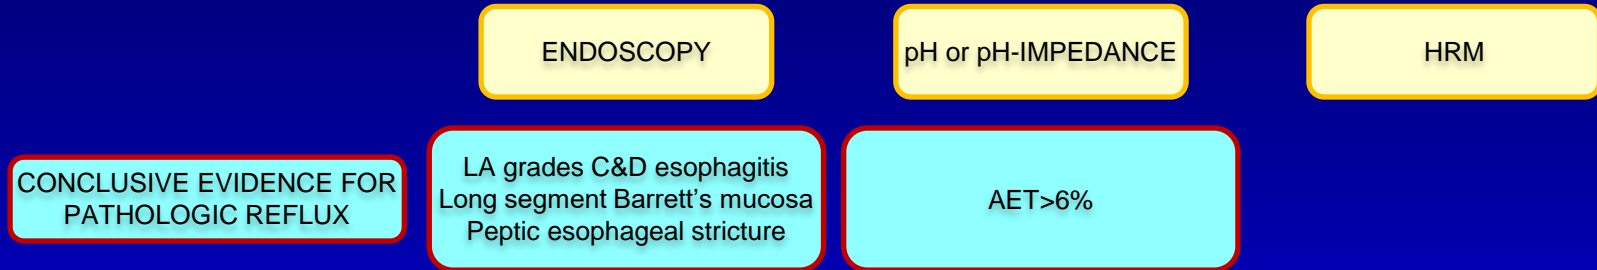 ENDOSCOPY
pH or pH-IMPEDANCE
HRM
CONCLUSIVE EVIDENCE FOR
PATHOLOGIC REFLUX
LA grades C&D esophagitis
Long segment Barrett’s mucosa
Peptic esophageal stricture
AET>6%